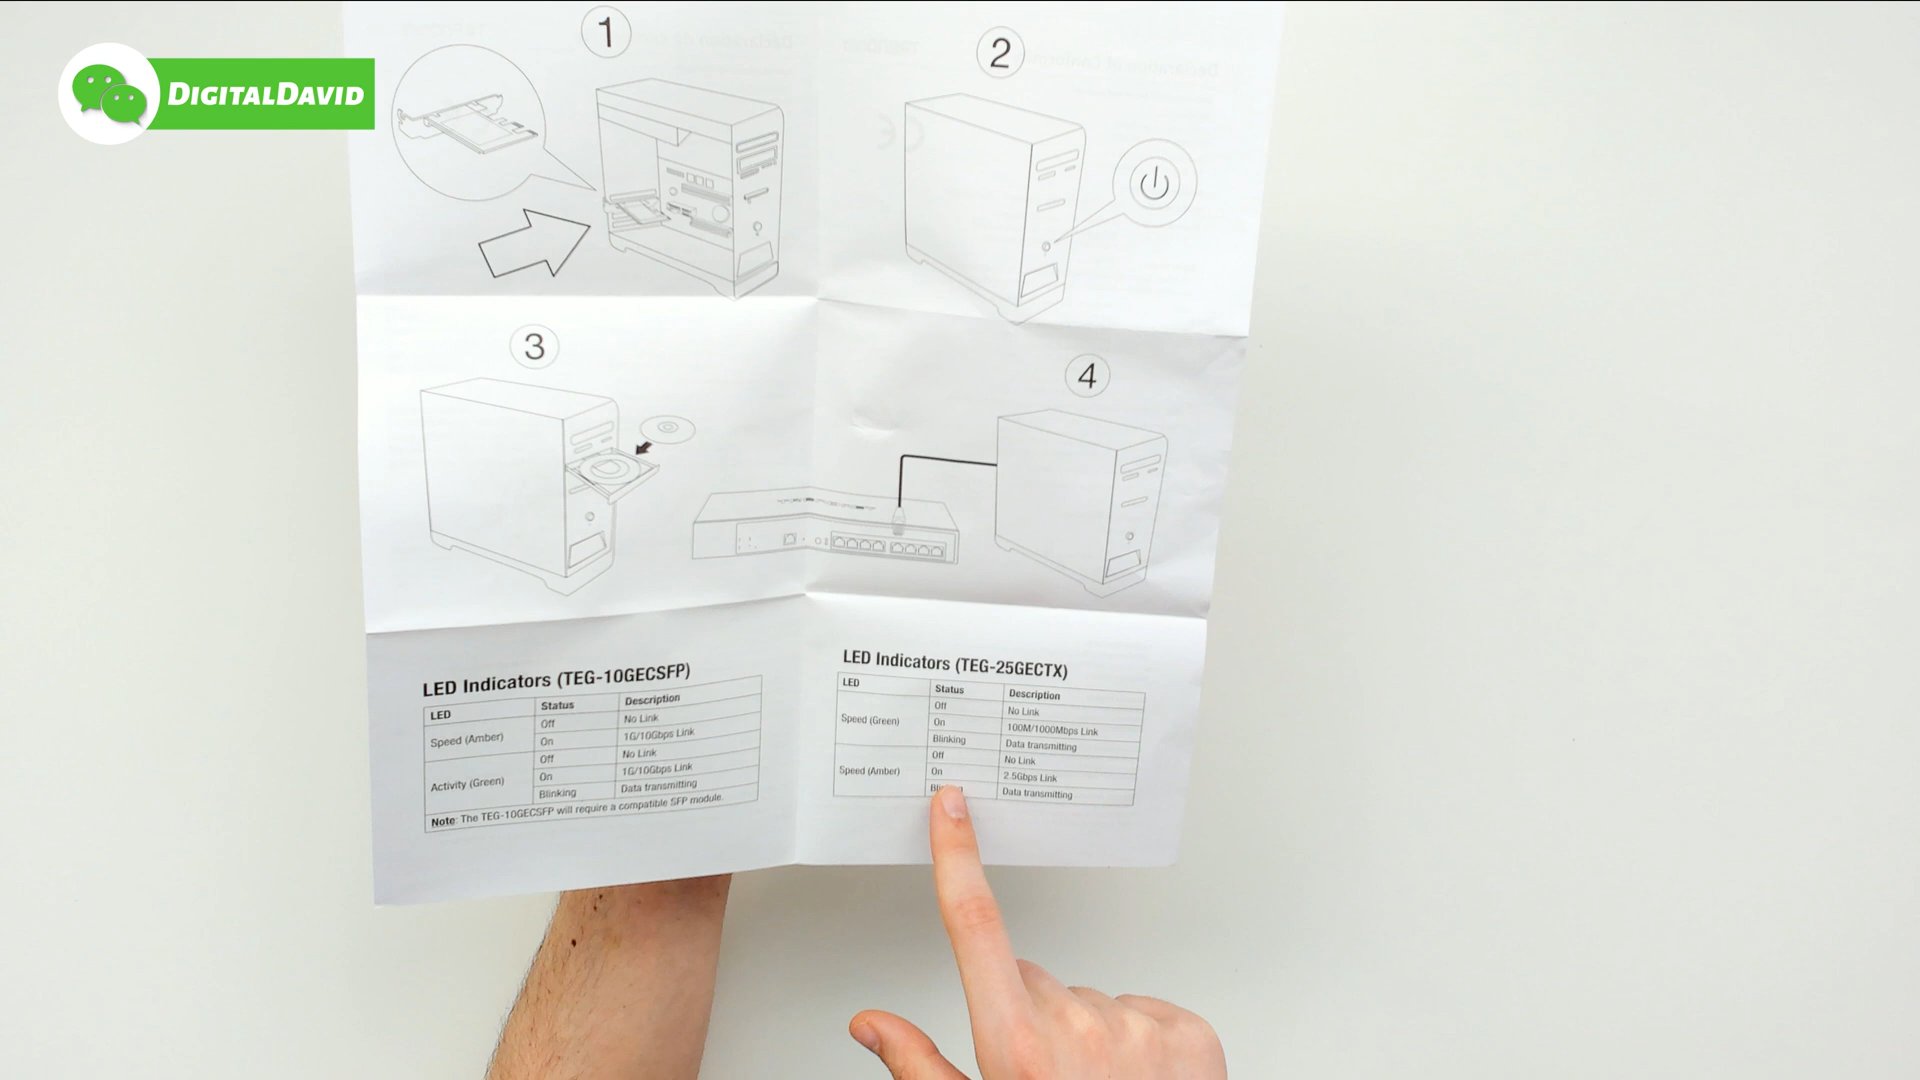 DIGITALDAVID
1
2
3
4
LED Indicators (TEG-10GECSFP)
LED Status Description
Speed (Amber) Off No Link
On 1G/10Gbps Link
Activity (Green) Off No Link
On 1G/10Gbps Link
Blinking Data transmitting
Note: The TEG-10GECSFP will require a compatible SFP module.
LED Indicators (TEG-25GECTX)
LED Status Description
Speed (Green) Off No Link
On 100M/1000Mbps Link
Blinking Data transmitting
Speed (Amber) Off No Link
On 2.5Gbps Link
Blinking Data transmitting